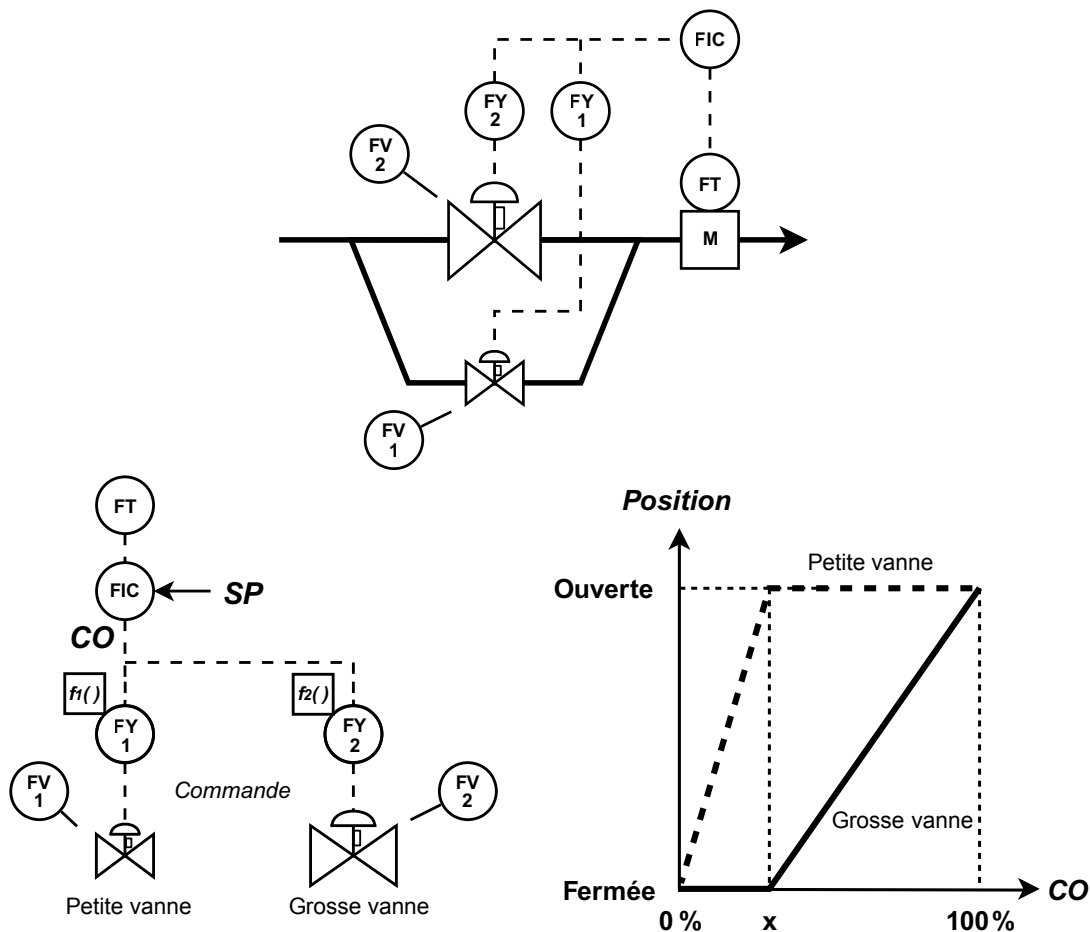 FIC
FY
2
FY
1
FV
2
FT
M
FV
1
FT
FIC
SP
CO
f1( )
f2( )
FY
1
FY
2
FV
1
Commande
FV
2
Petite vanne
Grosse vanne
Position
Petite vanne
Ouverte
Grosse vanne
Fermée
CO
0 %
x
100 %